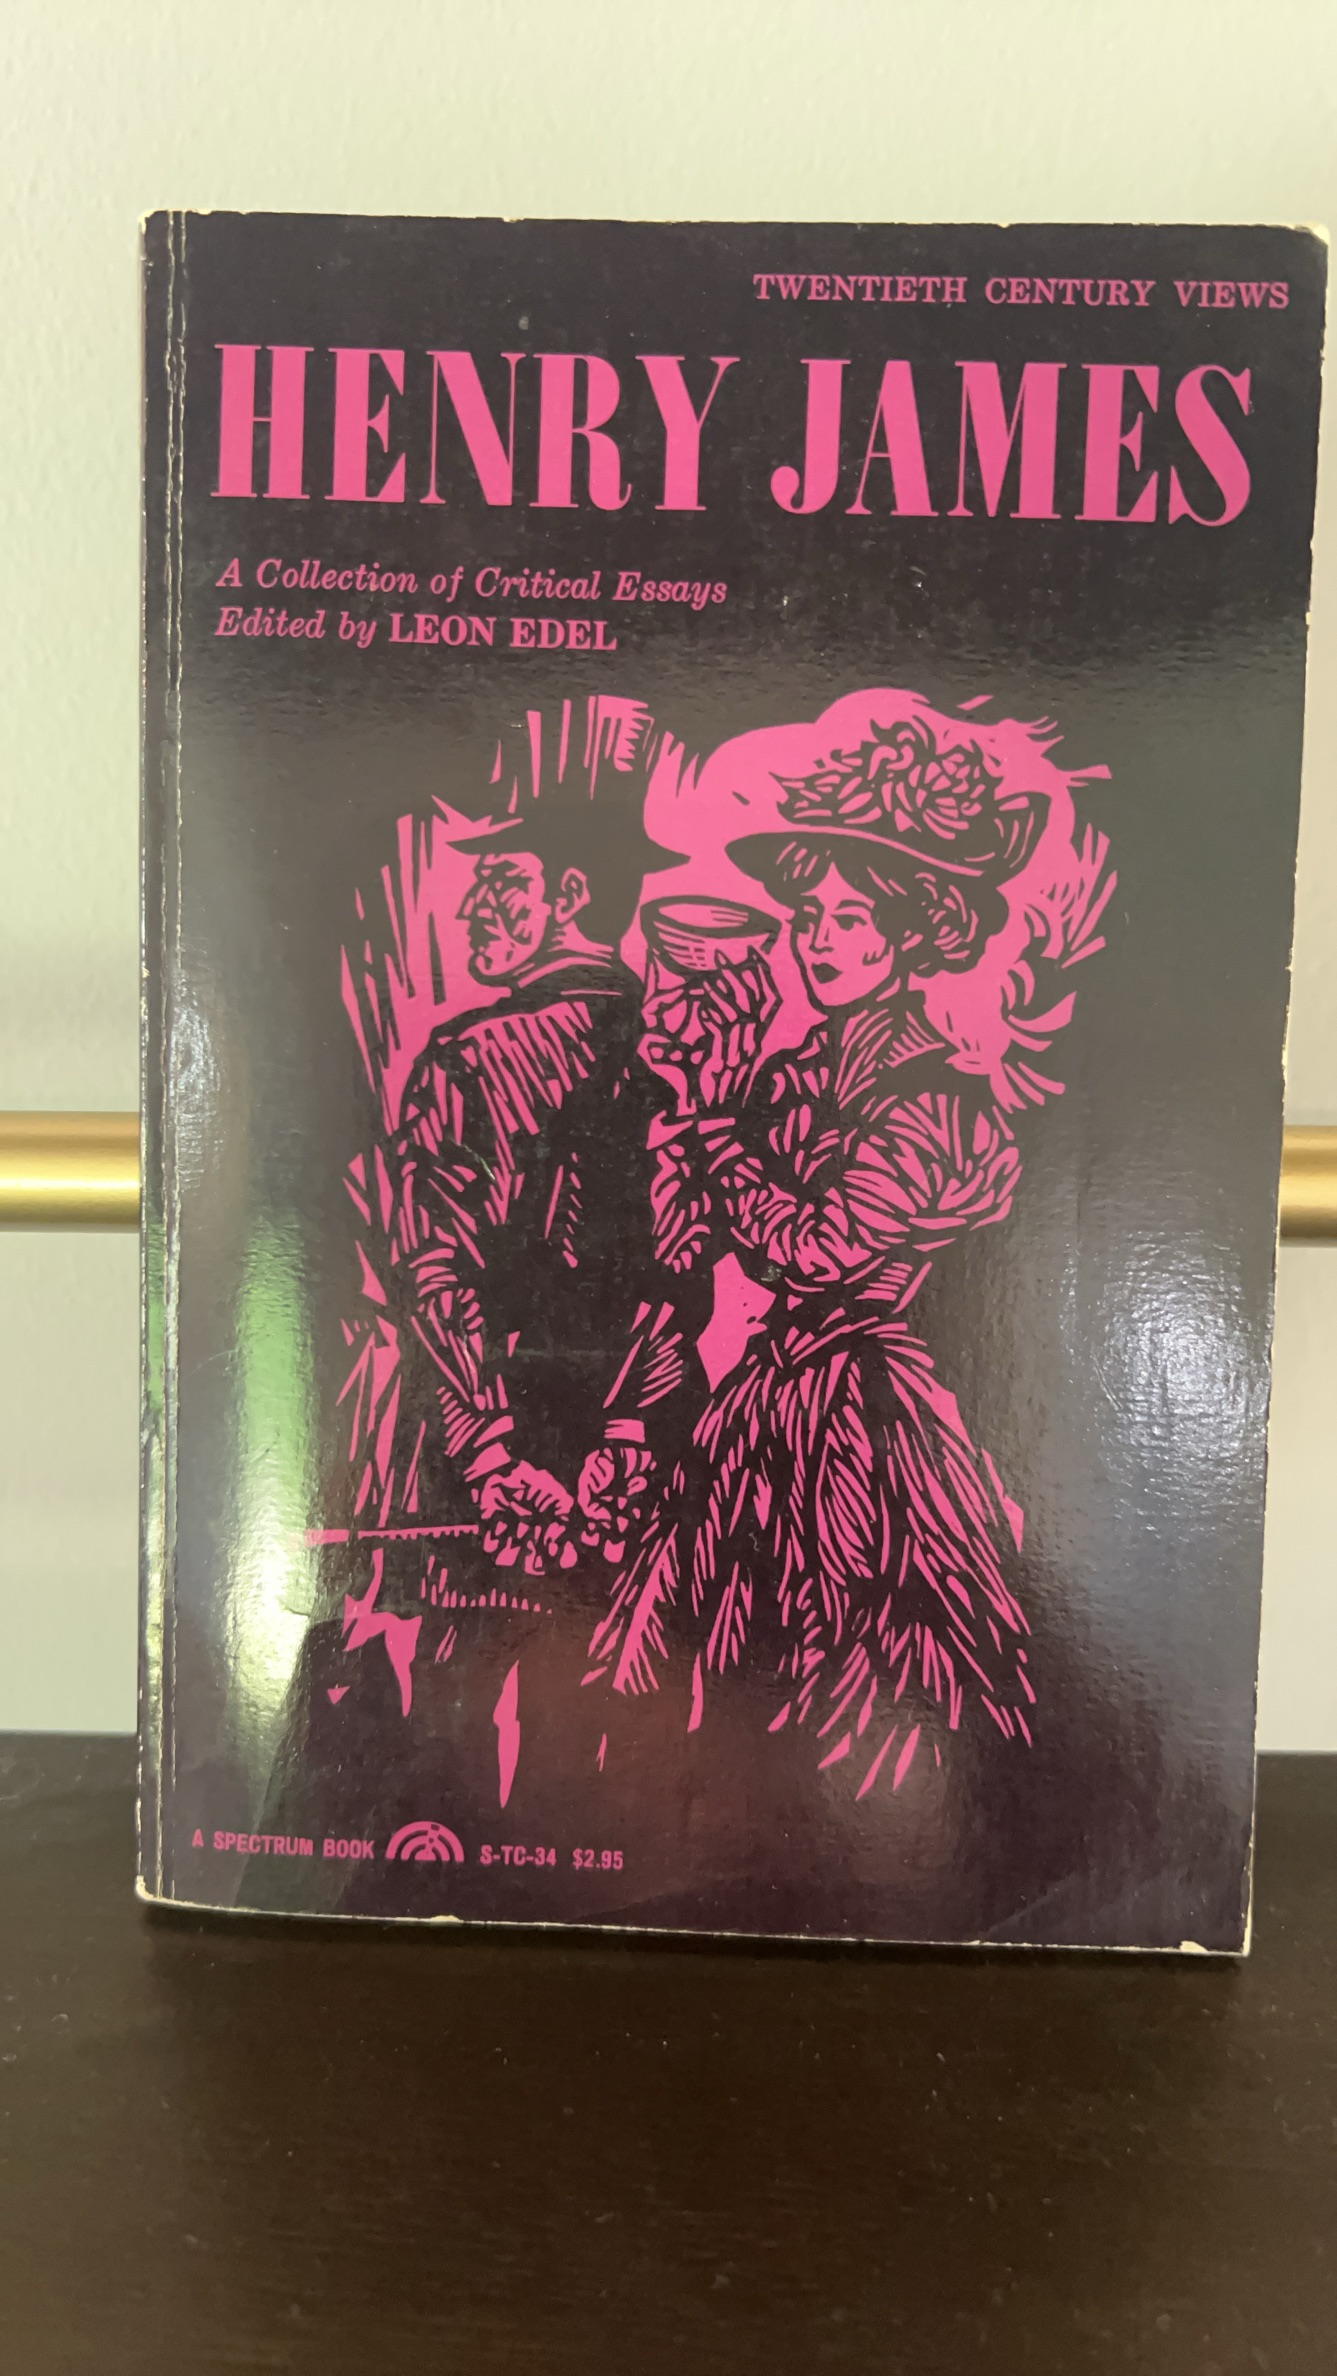 TWENTIETH CENTURY VIEWS
HENRY JAMES
A Collection of Critical Essays
Edited by LEON EDEL
A SPECTRUM BOOK S-TC-34 $2.95